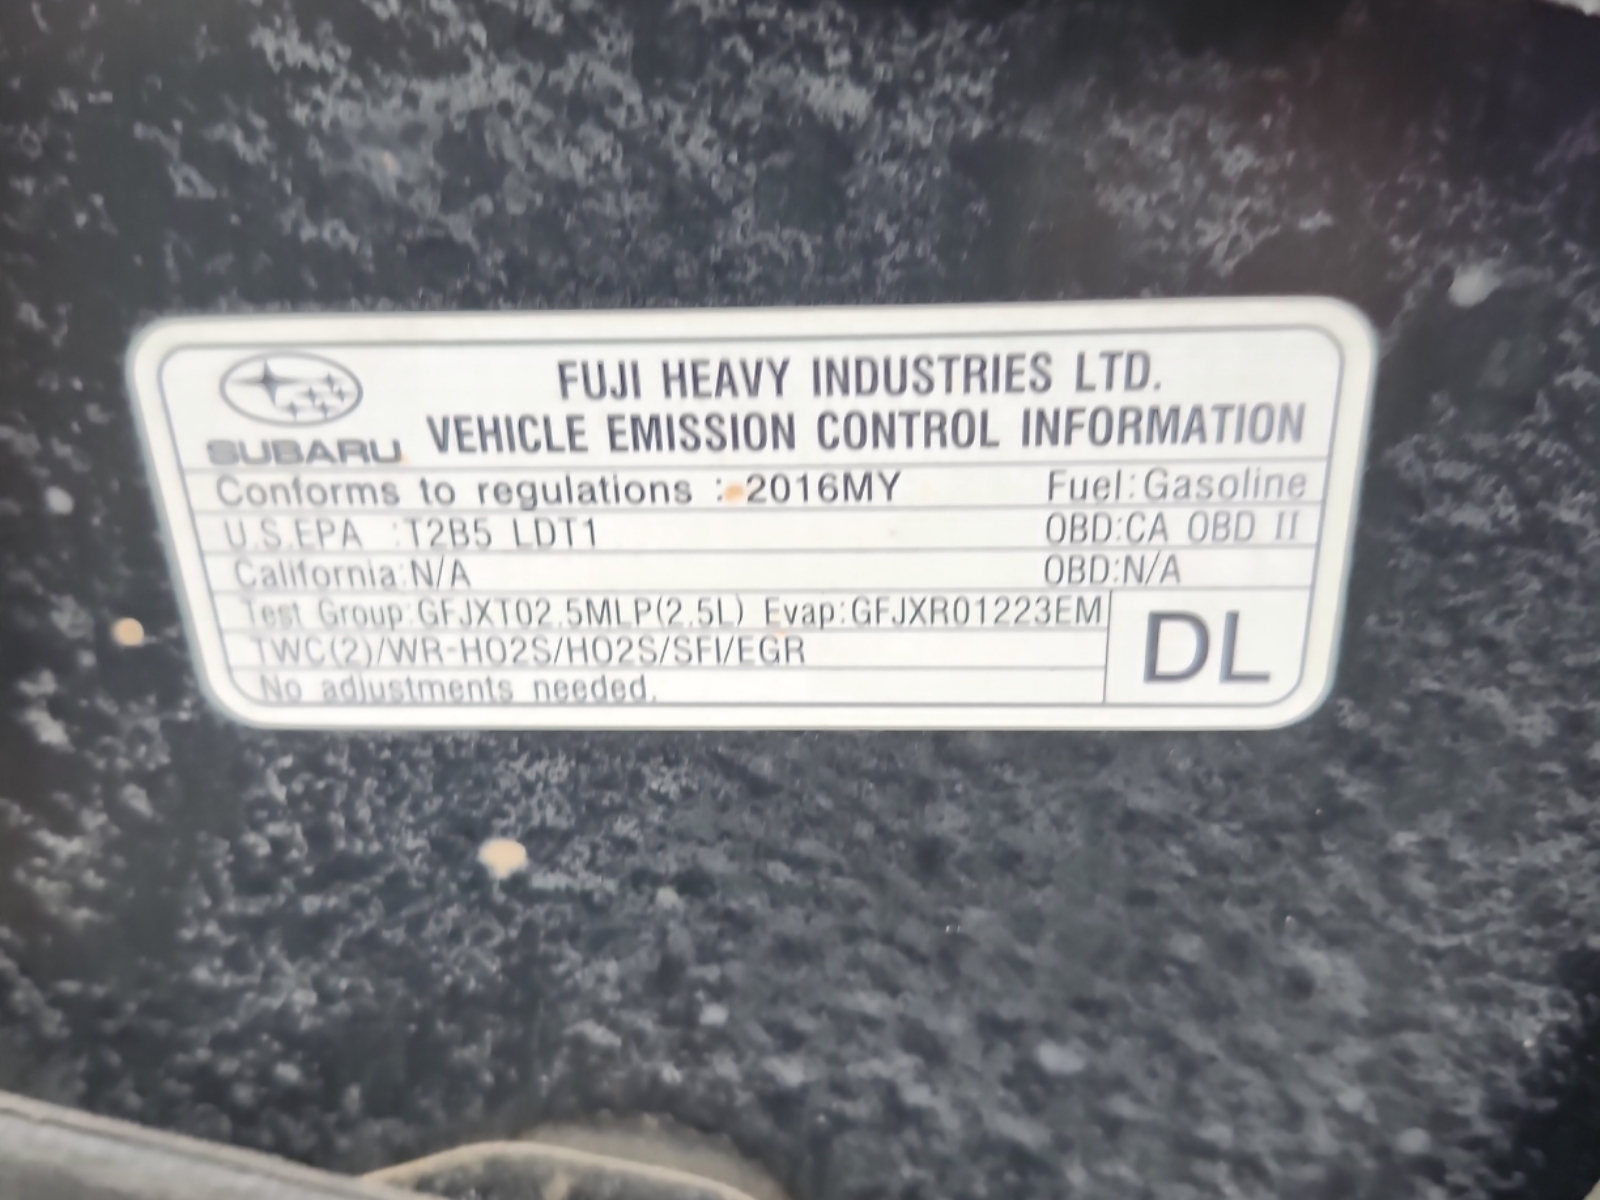 FUJI HEAVY INDUSTRIES LTD.
SUBARU VEHICLE EMISSION CONTROL INFORMATION
Conforms to regulations : 2016MY Fuel:Gasoline
U.S.EPA :T2B5 LDT1 OBD:CA OBD II
California:N/A OBD:N/A
Test Group:GFJXT02.5MLP(2.5L) Evap:GFJXR01223EM
TWC(2)/WR-HO2S/HO2S/SFI/EGR
No adjustments needed.
DL